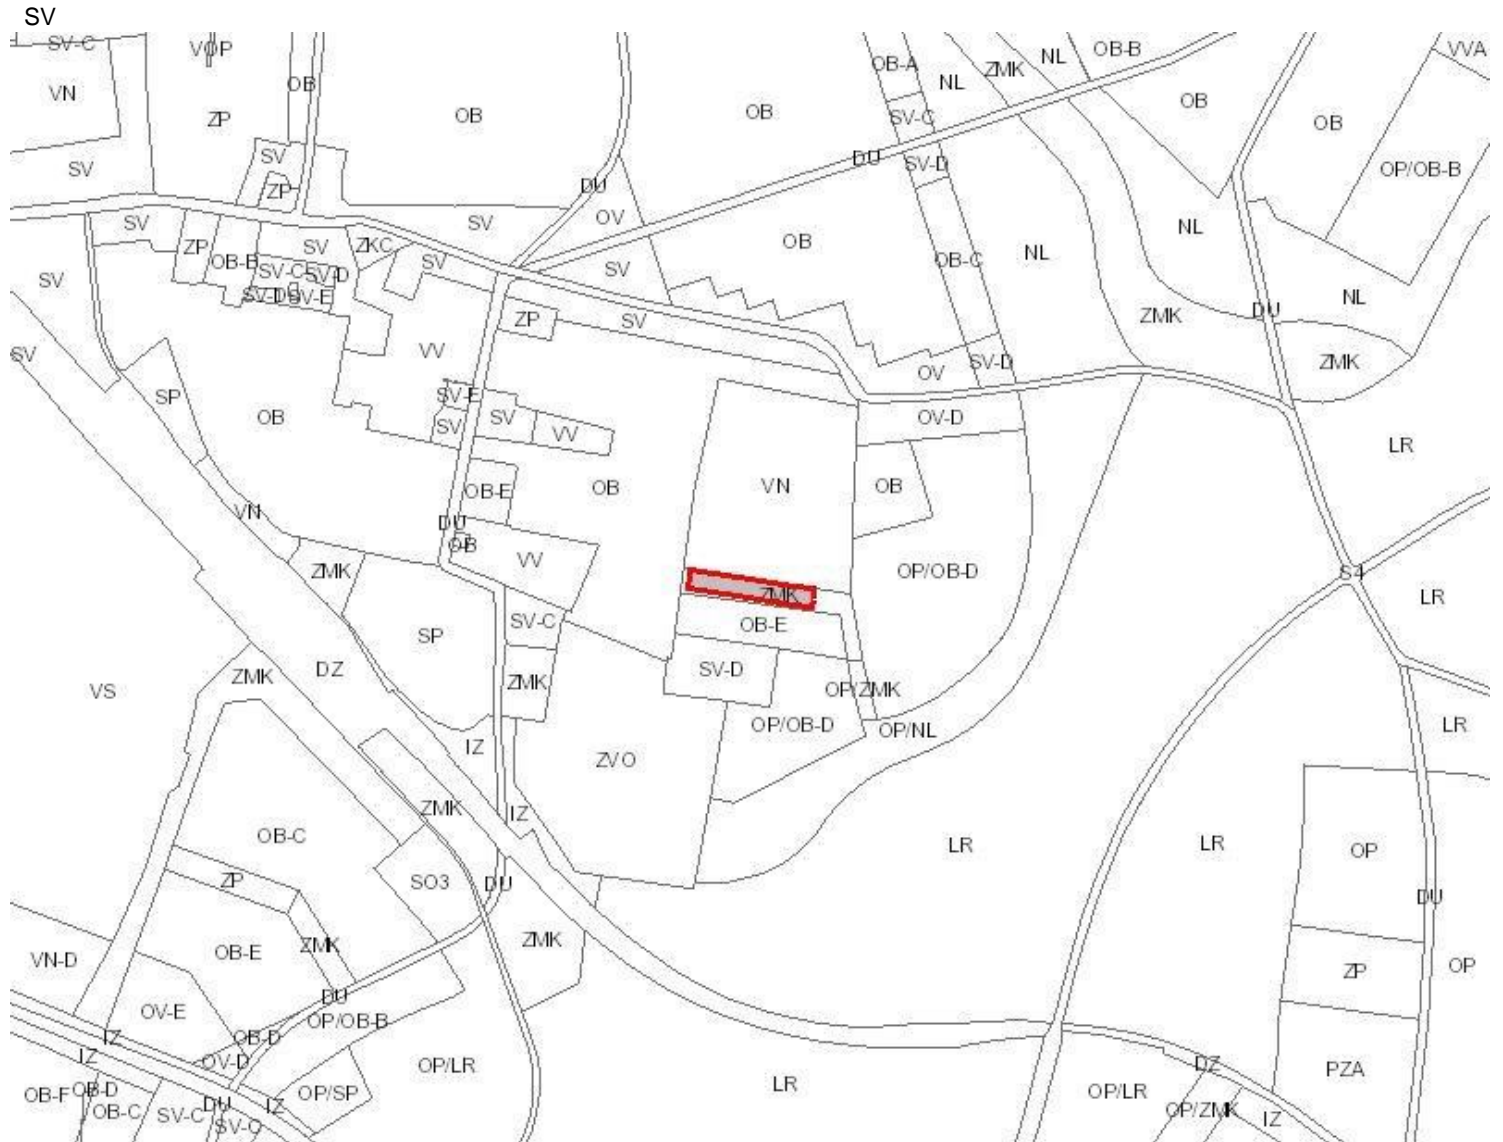 SV
SV-C
VOP
OB-A
NL
ZMK
NL
OB-B
VVA
VN
OB
ZP
OB
OB
SV-C
OB
OB
SV
SV
DU
SV-D
OP/OB-B
ZP
DU
SV
ZP
OB-B
SV
ZKC
SV
SV
OV
OB
NL
NL
SV
SV-C
SV-D
SV
OB-C
SV-D
SV-E
ZP
SV
ZMK
DU
NL
SV
VV
OV
SV-D
ZMK
SP
OB
SV-E
SV
SV
VV
OV-D
LR
OB-E
OB
VN
OB
VN
DU
OB
VV
ZMK
OP/OB-D
S4
ZMK
LR
SP
SV-C
OB-E
VS
ZMK
DZ
ZMK
SV-D
OP/ZMK
OP/OB-D
OP/NL
LR
IZ
ZVO
ZMK
IZ
OB-C
LR
LR
OP
ZP
SO3
DU
DU
OB-E
ZMK
ZMK
VN-D
ZP
OP
OV-E
DU
OP/OB-B
IZ
OB-D
IZ
OV-D
OP/LR
LR
DZ
PZA
OB-F
OB-D
OB-C
SV-C
DU
IZ
OP/SP
OP/LR
OP/ZMK
IZ
SV-C